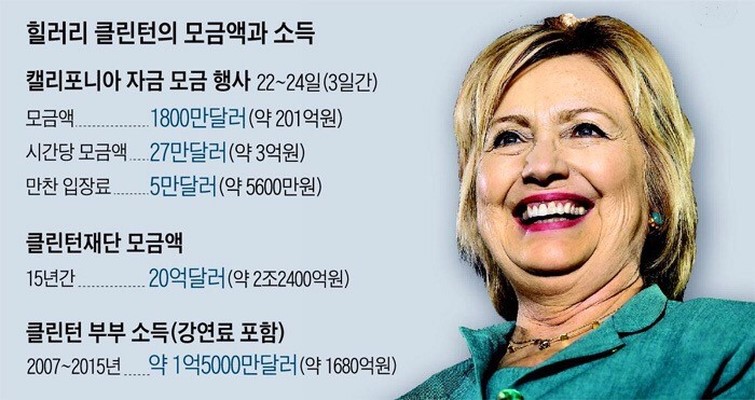 힐러리 클린턴의 모금액과 소득
캘리포니아 자금 모금 행사 22~24일(3일간)
모금액 1800만달러(약 201억원)
시간당 모금액 27만달러(약 3억원)
만찬 입장료 5만달러(약 5600만원)
클린턴재단 모금액
15년간 20억달러(약 2조2400억원)
클린턴 부부 소득(강연료 포함)
2007~2015년 약 1억5000만달러(약 1680억원)